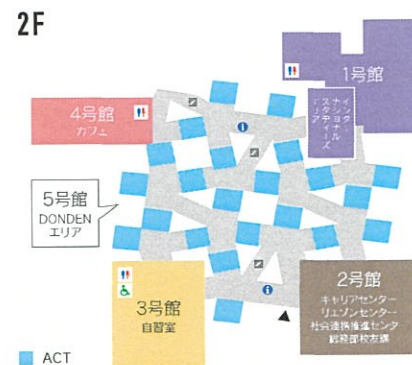 2F
1号館
インター
ナショナル
スタディーズ
エリア
4号館
カフェ
5号館
DONDEN
エリア
3号館
自習室
2号館
キャリアセンター
リエゾンセンター
社会連携推進センター
総務部校友課
ACT